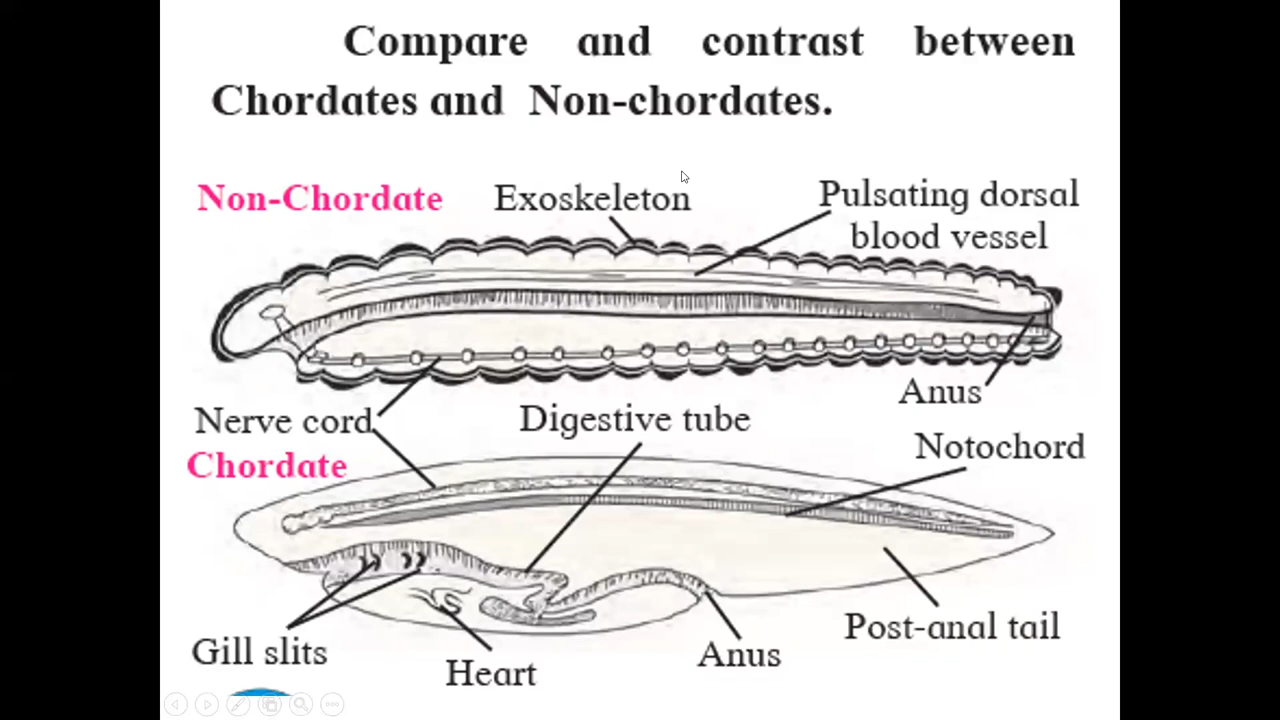 Compare and contrast between
Chordates and Non-chordates.
Non-Chordate
Exoskeleton
Pulsating dorsal
blood vessel
Anus
Nerve cord
Digestive tube
Notochord
Chordate
Gill slits
Heart
Anus
Post-anal tail